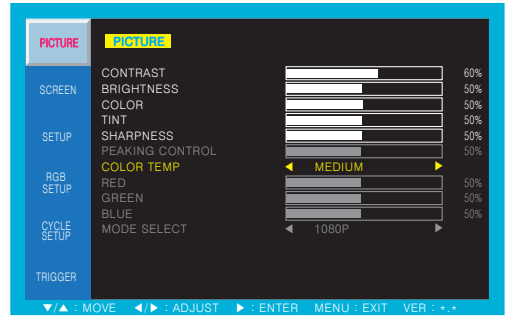 PICTURE
SCREEN
SETUP
RGB
SETUP
CYCLE
SETUP
TRIGGER
PICTURE
CONTRAST 60%
BRIGHTNESS 50%
COLOR 50%
TINT 50%
SHARPNESS 50%
PEAKING CONTROL 50%
COLOR TEMP ◀ MEDIUM ▶
RED 50%
GREEN 50%
BLUE 50%
MODE SELECT ◀ 1080P ▶
▼/▲ : MOVE ◀/▶ : ADJUST ▶ : ENTER MENU : EXIT VER : *.*